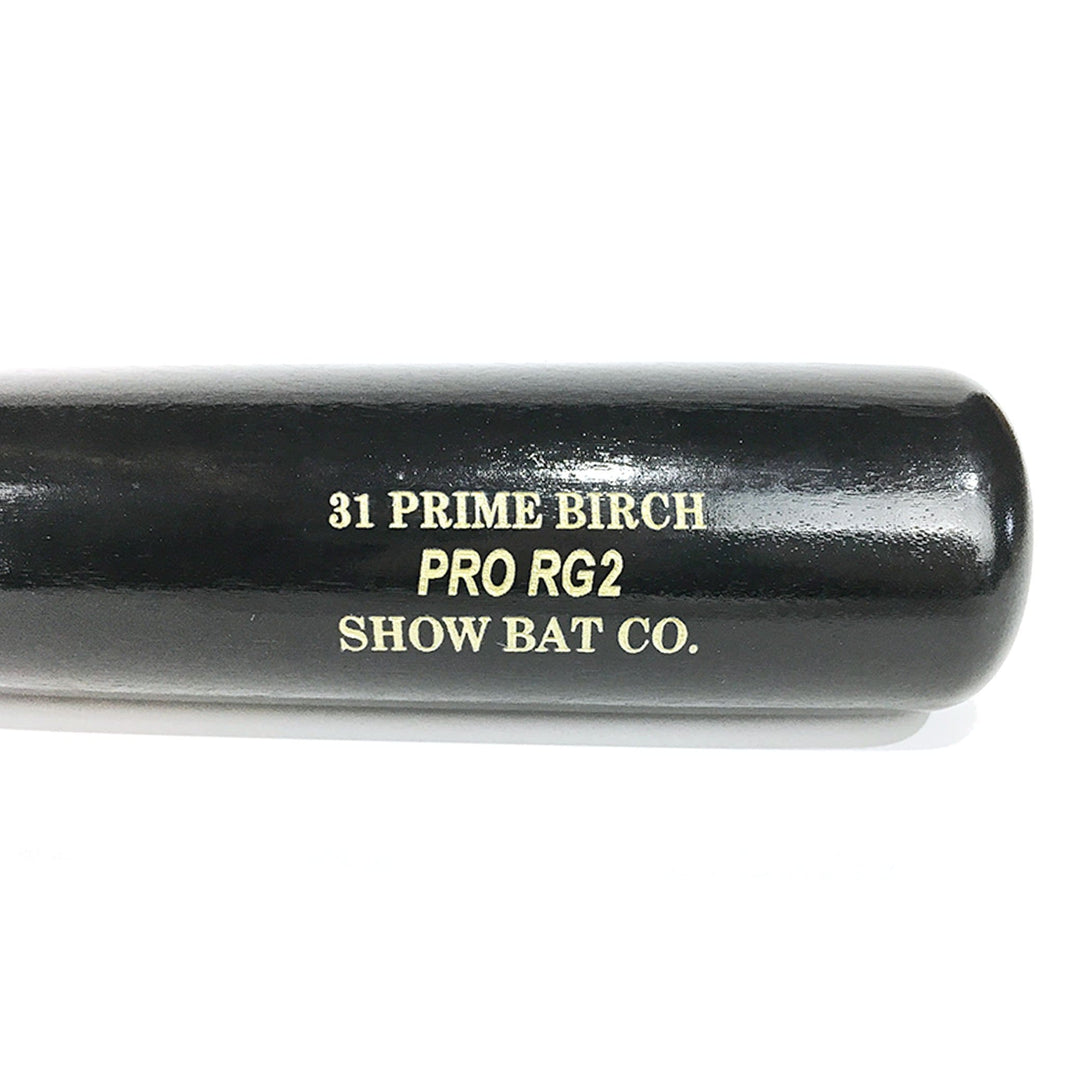 31 PRIME BIRCH
PRO RG2
SHOW BAT CO.